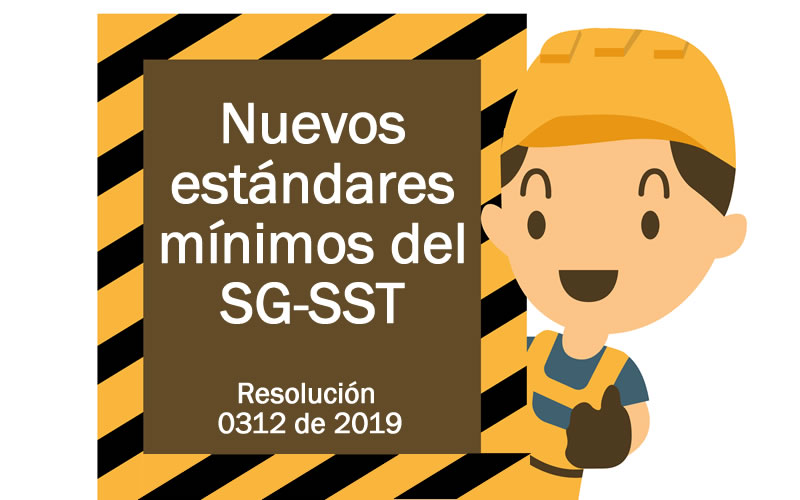 Nuevos
estándares
mínimos del
SG-SST
Resolución
0312 de 2019